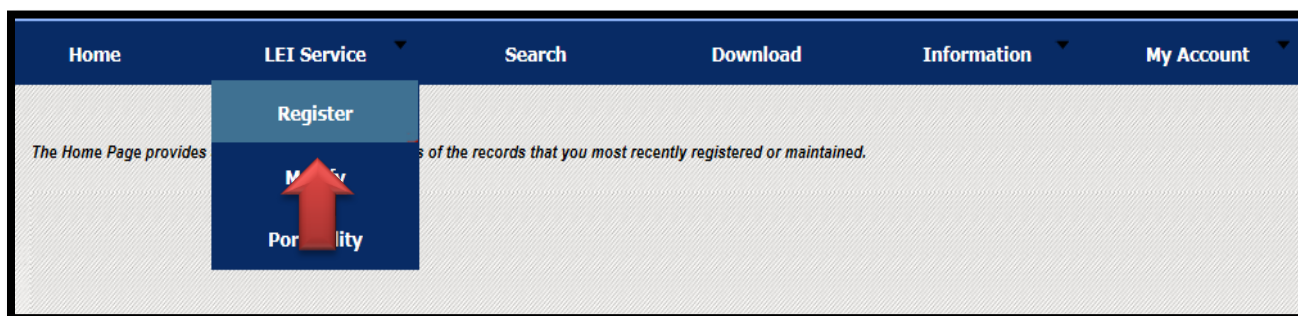 Home LEI Service Search Download Information My Account
Register
The Home Page provides s of the records that you most recently registered or maintained.